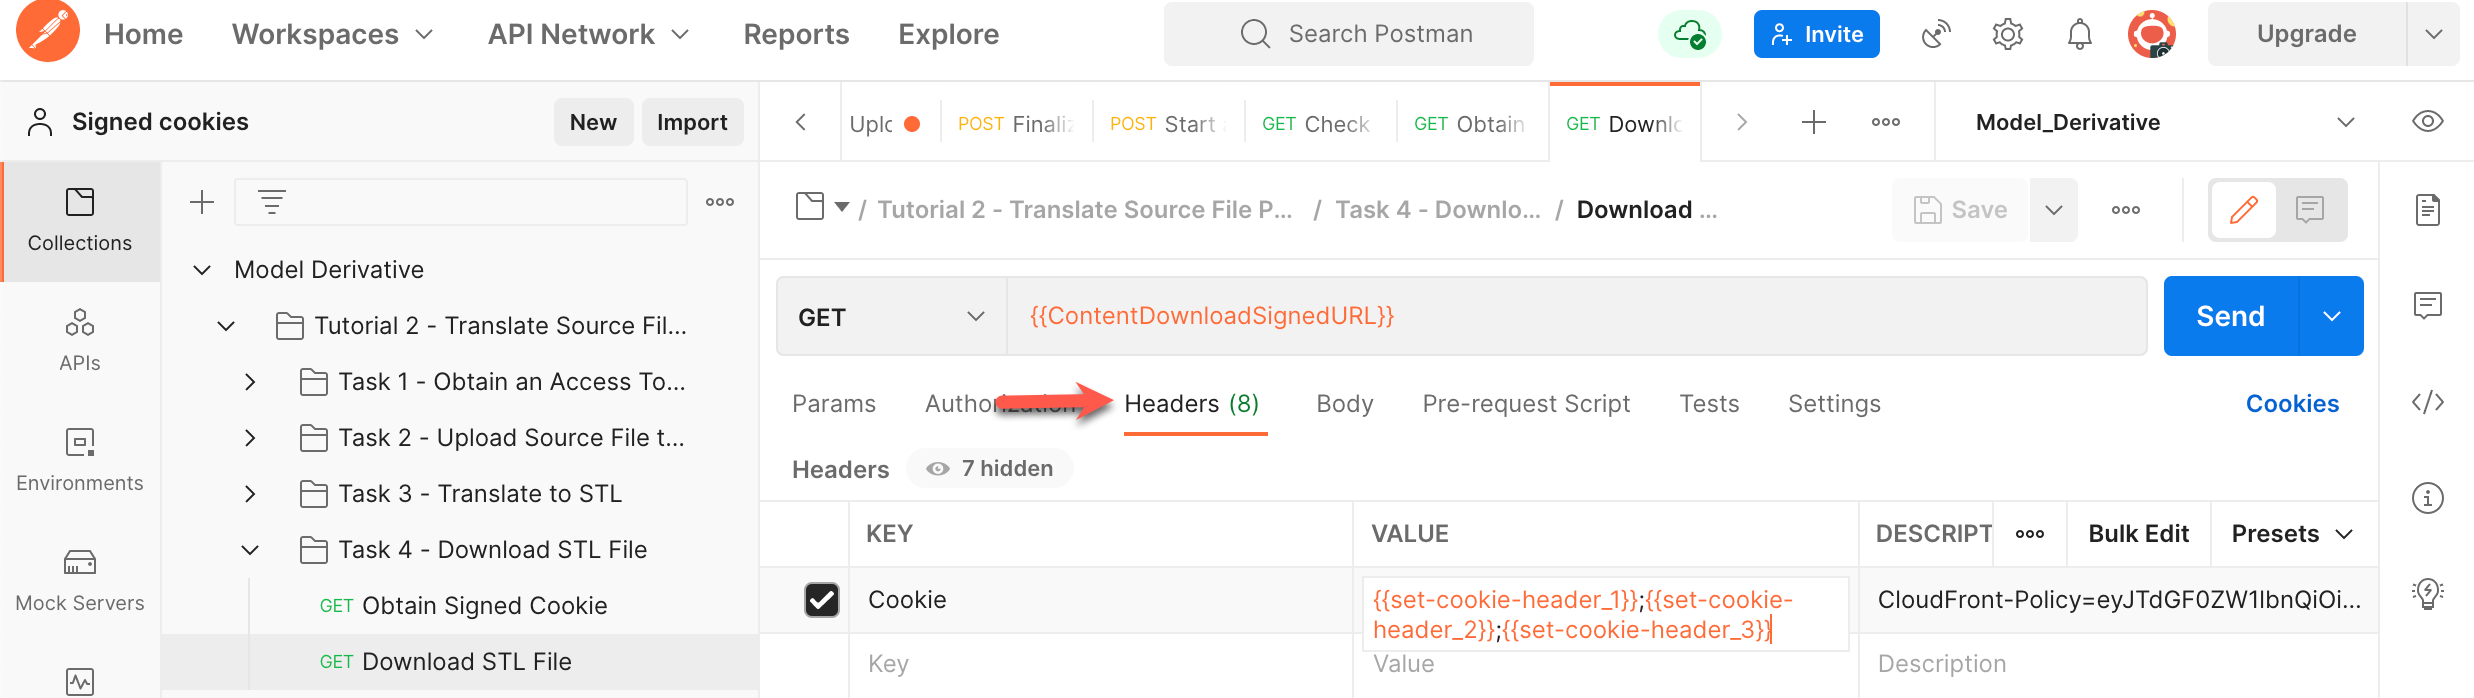 Home
Workspaces
API Network
Reports
Explore
Search Postman
Invite
Upgrade
Signed cookies
New
Import
Uplo
POST Finaliz
POST Start
GET Check
GET Obtain
GET Downlo
Model_Derivative
Collections
APIs
Environments
Mock Servers
Model Derivative
Tutorial 2 - Translate Source Fil...
Task 1 - Obtain an Access To...
Task 2 - Upload Source File t...
Task 3 - Translate to STL
Task 4 - Download STL File
GET Obtain Signed Cookie
GET Download STL File
/ Tutorial 2 - Translate Source File P... / Task 4 - Downlo... / Download ...
Save
GET
{{ContentDownloadSignedURL}}
Send
Params
Authorization
Headers (8)
Body
Pre-request Script
Tests
Settings
Cookies
Headers
7 hidden
KEY
VALUE
DESCRIPT
Bulk Edit
Presets
Cookie
{{set-cookie-header_1}};{{set-cookie-
header_2}};{{set-cookie-header_3}}
CloudFront-Policy=eyJTdGF0ZW1lbnQiOi...
Key
Value
Description